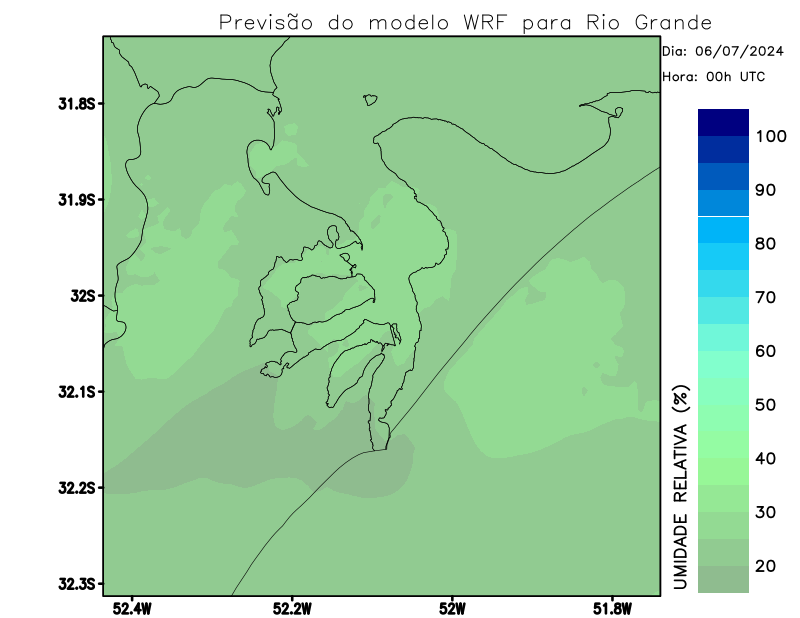 Previsão do modelo WRF para Rio Grande
Dia: 06/07/2024
Hora: 00h UTC
31.8S
31.9S
32S
32.1S
32.2S
32.3S
52.4W
52.2W
52W
51.8W
UMIDADE RELATIVA (%)
100
90
80
70
60
50
40
30
20